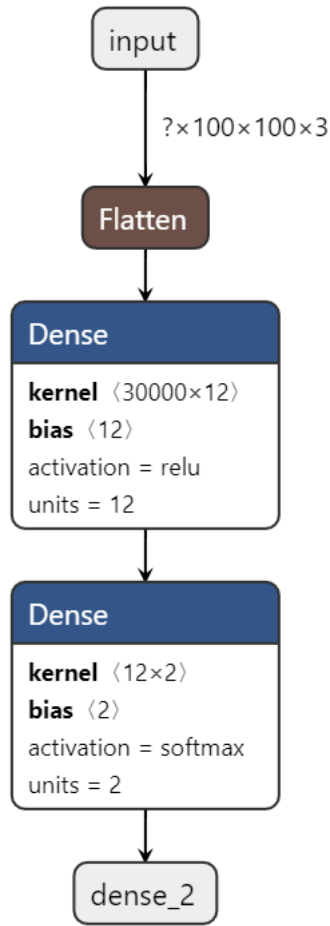 input
?×100×100×3
Flatten
Dense
kernel 〈30000×12〉
bias 〈12〉
activation = relu
units = 12
Dense
kernel 〈12×2〉
bias 〈2〉
activation = softmax
units = 2
dense_2